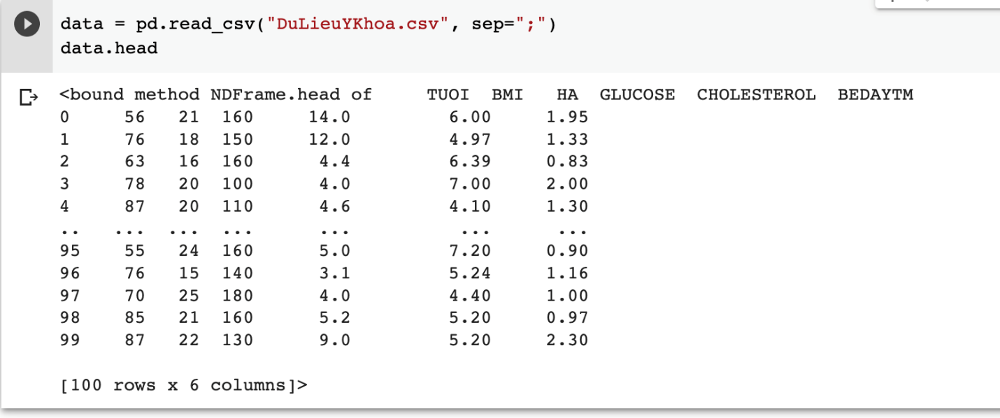 data = pd.read_csv("DuLieuYKhoa.csv", sep=";")
data.head
<bound method NDFrame.head of TUOI BMI HA GLUCOSE CHOLESTEROL BEDAYTM
0 56 21 160 14.0 6.00 1.95
1 76 18 150 12.0 4.97 1.33
2 63 16 160 4.4 6.39 0.83
3 78 20 100 4.0 7.00 2.00
4 87 20 110 4.6 4.10 1.30
.. ... ... ... ... ... ...
95 55 24 160 5.0 7.20 0.90
96 76 15 140 3.1 5.24 1.16
97 70 25 180 4.0 4.40 1.00
98 85 21 160 5.2 5.20 0.97
99 87 22 130 9.0 5.20 2.30
[100 rows x 6 columns]>